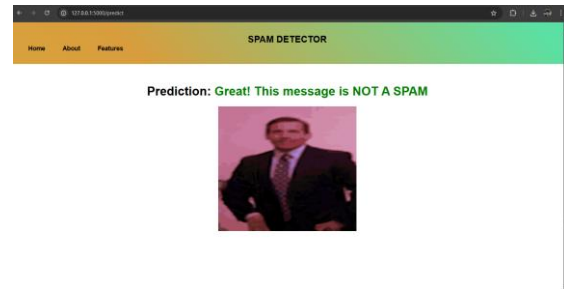 127.0.0.1:5000/predict
SPAM DETECTOR
Home About Features
Prediction: Great! This message is NOT A SPAM